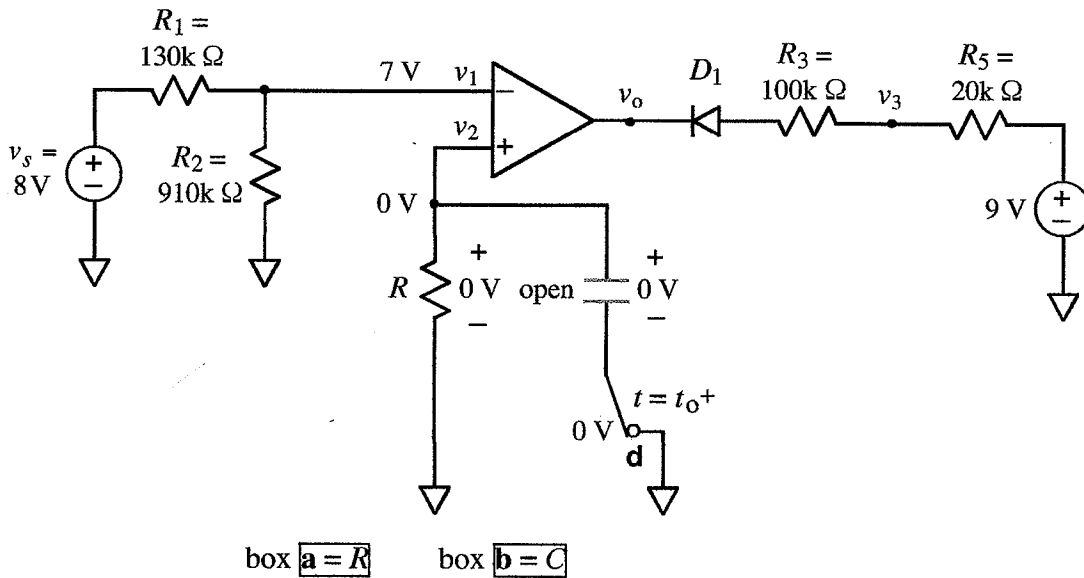 R1 =
130k Ω
7 V
v1
−
v2
+
vo
D1
R3 =
100k Ω
v3
R5 =
20k Ω
vs =
8V
+
−
R2 =
910k Ω
9 V
+
−
0 V
R
+
0 V
−
open
+
0 V
−
t = to+
0 V
d
box a = R box b = C